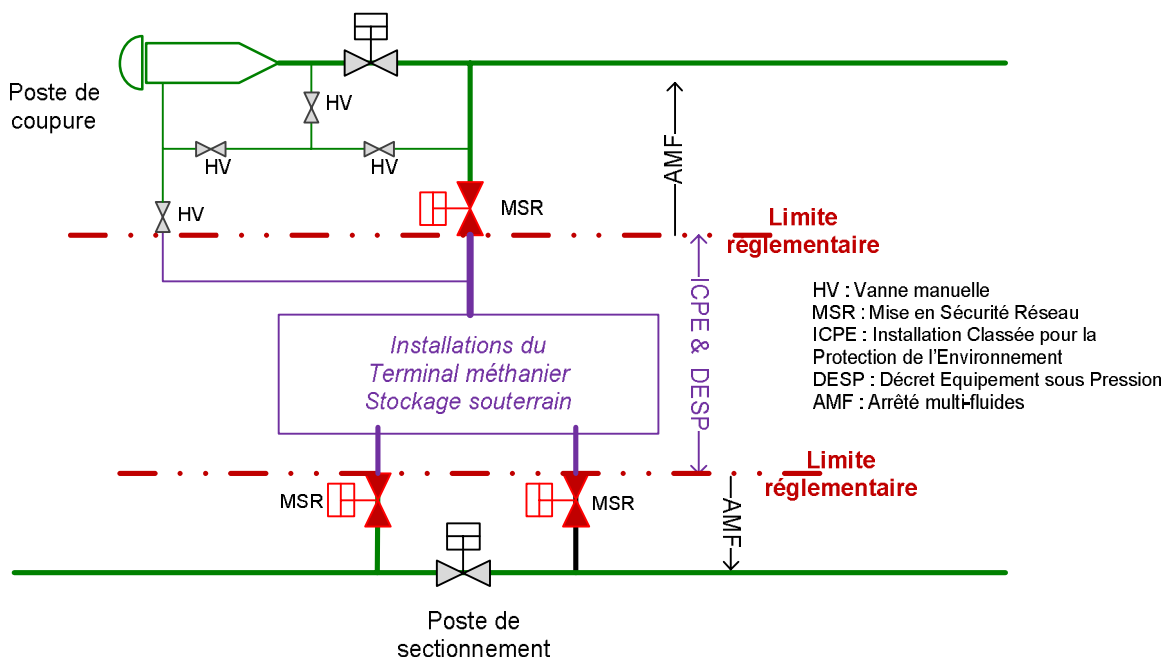 Poste de
coupure
HV
HV
HV
HV
MSR
AMF
Limite
réglementaire
ICPE & DESP
HV : Vanne manuelle
MSR : Mise en Sécurité Réseau
ICPE : Installation Classée pour la
Protection de l'Environnement
DESP : Décret Equipement sous Pression
AMF : Arrêté multi-fluides
Installations du
Terminal méthanier
Stockage souterrain
Limite
réglementaire
MSR
MSR
AMF
Poste de
sectionnement